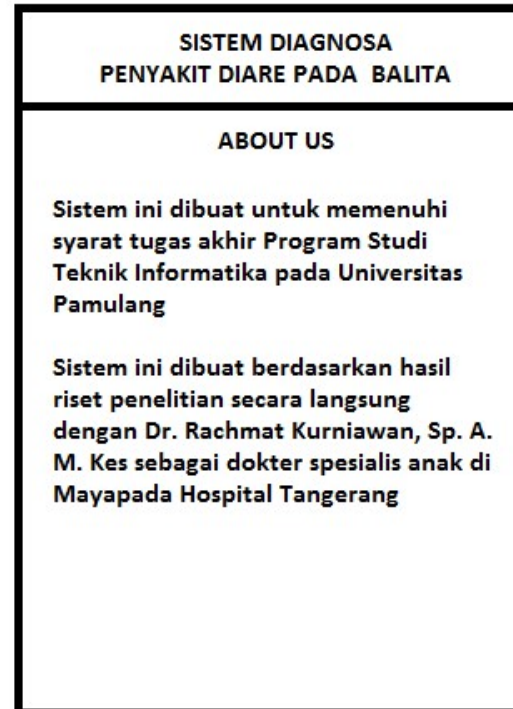 SISTEM DIAGNOSA
PENYAKIT DIARE PADA BALITA
ABOUT US
Sistem ini dibuat untuk memenuhi
syarat tugas akhir Program Studi
Teknik Informatika pada Universitas
Pamulang
Sistem ini dibuat berdasarkan hasil
riset penelitian secara langsung
dengan Dr. Rachmat Kurniawan, Sp. A.
M. Kes sebagai dokter spesialis anak di
Mayapada Hospital Tangerang